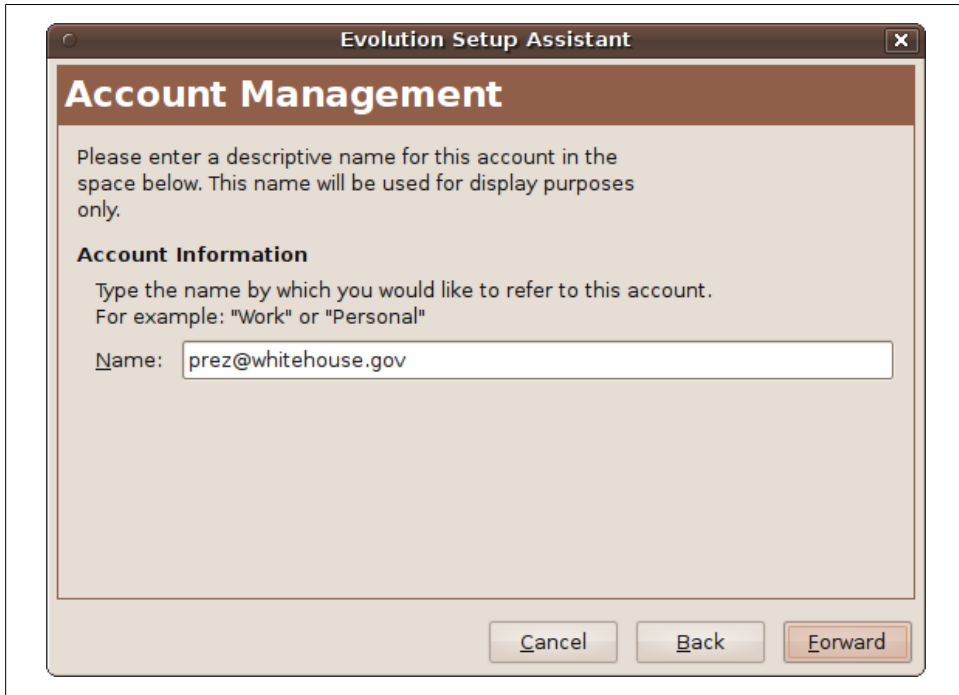 Evolution Setup Assistant
Account Management
Please enter a descriptive name for this account in the
space below. This name will be used for display purposes
only.
Account Information
Type the name by which you would like to refer to this account.
For example: "Work" or "Personal"
Name: prez@whitehouse.gov
Cancel Back Forward